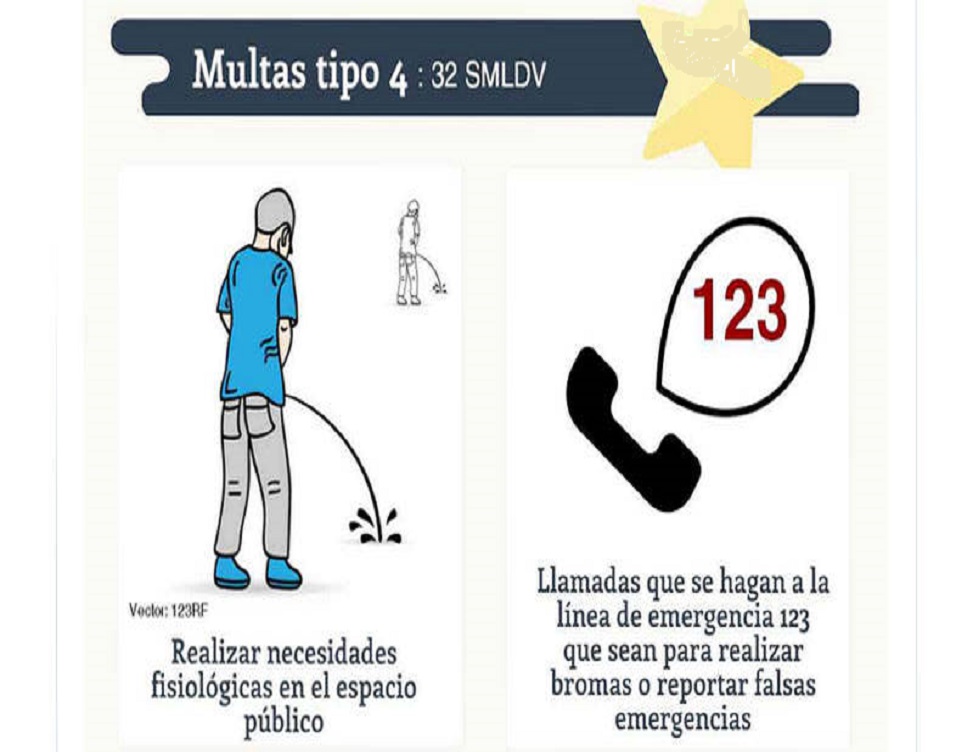 Multas tipo 4 : 32 SMLDV
123
Vector: 123RF
Realizar necesidades
fisiológicas en el espacio
público
Llamadas que se hagan a la
línea de emergencia 123
que sean para realizar
bromas o reportar falsas
emergencias